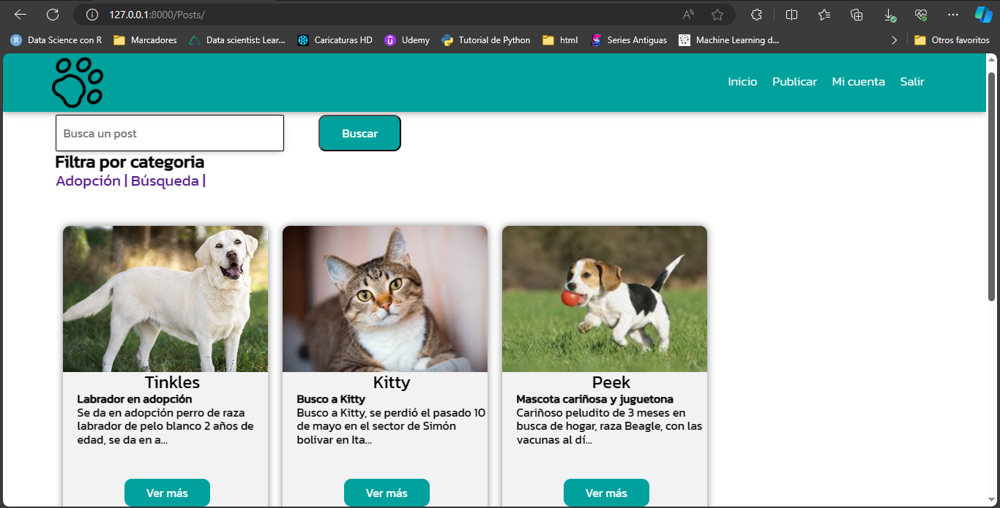 127.0.0.1:8000/Posts/
Data Science con R
Marcadores
Data scientist: Lear...
Caricaturas HD
Udemy
Tutorial de Python
html
Series Antiguas
Machine Learning d...
Otros favoritos
Inicio
Publicar
Mi cuenta
Salir
Busca un post
Buscar
Filtra por categoria
Adopción | Búsqueda |
Tinkles
Labrador en adopción
Se da en adopción perro de raza
labrador de pelo blanco 2 años de
edad, se da en a...
Ver más
Kitty
Busco a Kitty
Busco a Kitty, se perdió el pasado 10
de mayo en el sector de Simón
bolivar en Ita...
Ver más
Peek
Mascota cariñosa y juguetona
Cariñoso peludito de 3 meses en
busca de hogar, raza Beagle, con las
vacunas al dí...
Ver más